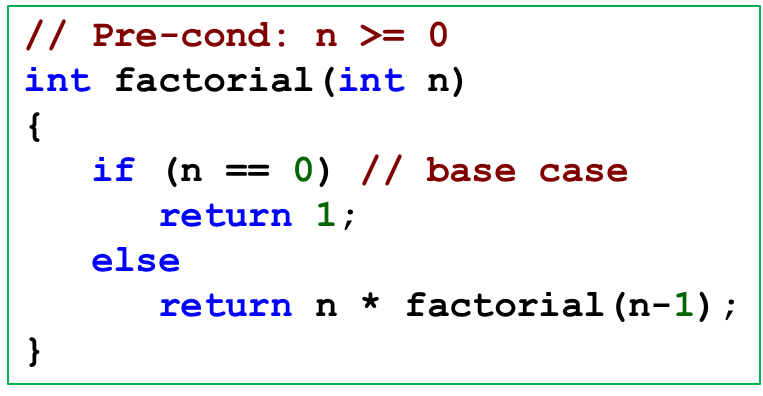 // Pre-cond: n >= 0
int factorial(int n)
{
   if (n == 0) // base case
      return 1;
   else
      return n * factorial(n-1);
}